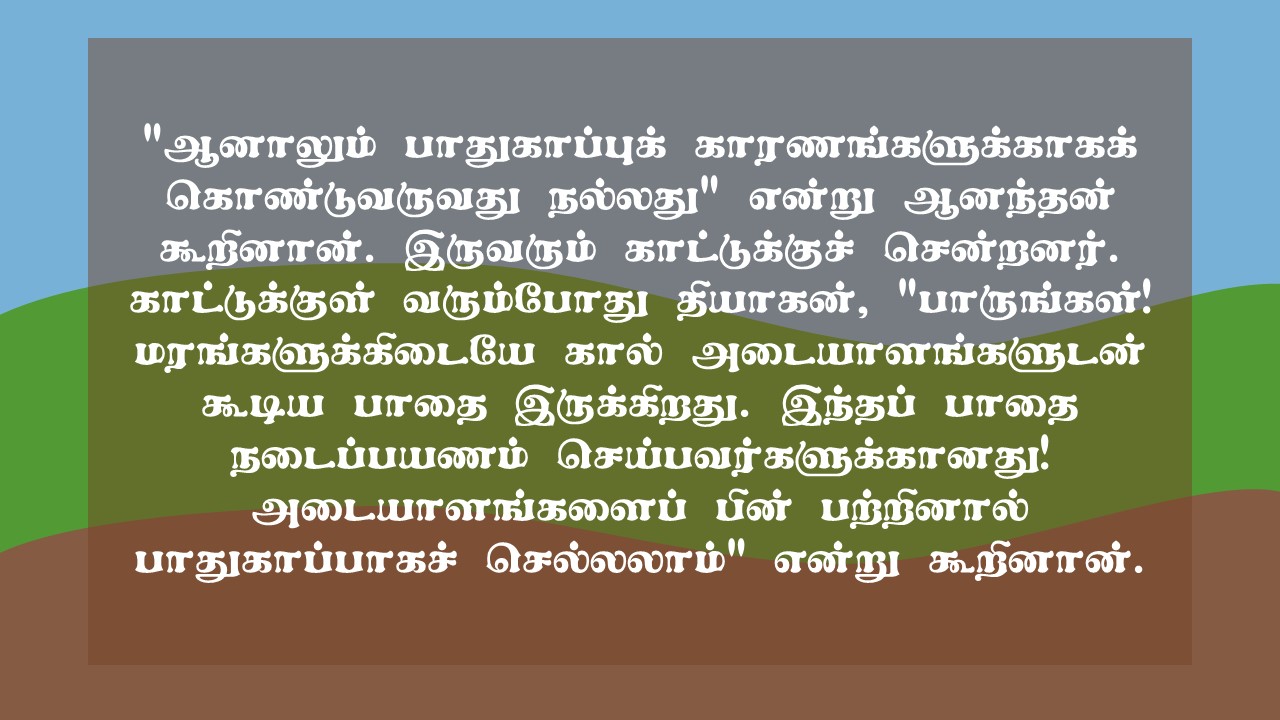 "ஆனாலும் பாதுகாப்புக் காரணங்களுக்காகக்
கொண்டுவருவது நல்லது" என்று ஆனந்தன்
கூறினான். இருவரும் காட்டுக்குச் சென்றனர்.
காட்டுக்குள் வரும்போது தியாகன், "பாருங்கள்!
மரங்களுக்கிடையே கால் அடையாளங்களுடன்
கூடிய பாதை இருக்கிறது. இந்தப் பாதை
நடைப்பயணம் செய்பவர்களுக்கானது!
அடையாளங்களைப் பின் பற்றினால்
பாதுகாப்பாகச் செல்லலாம்" என்று கூறினான்.